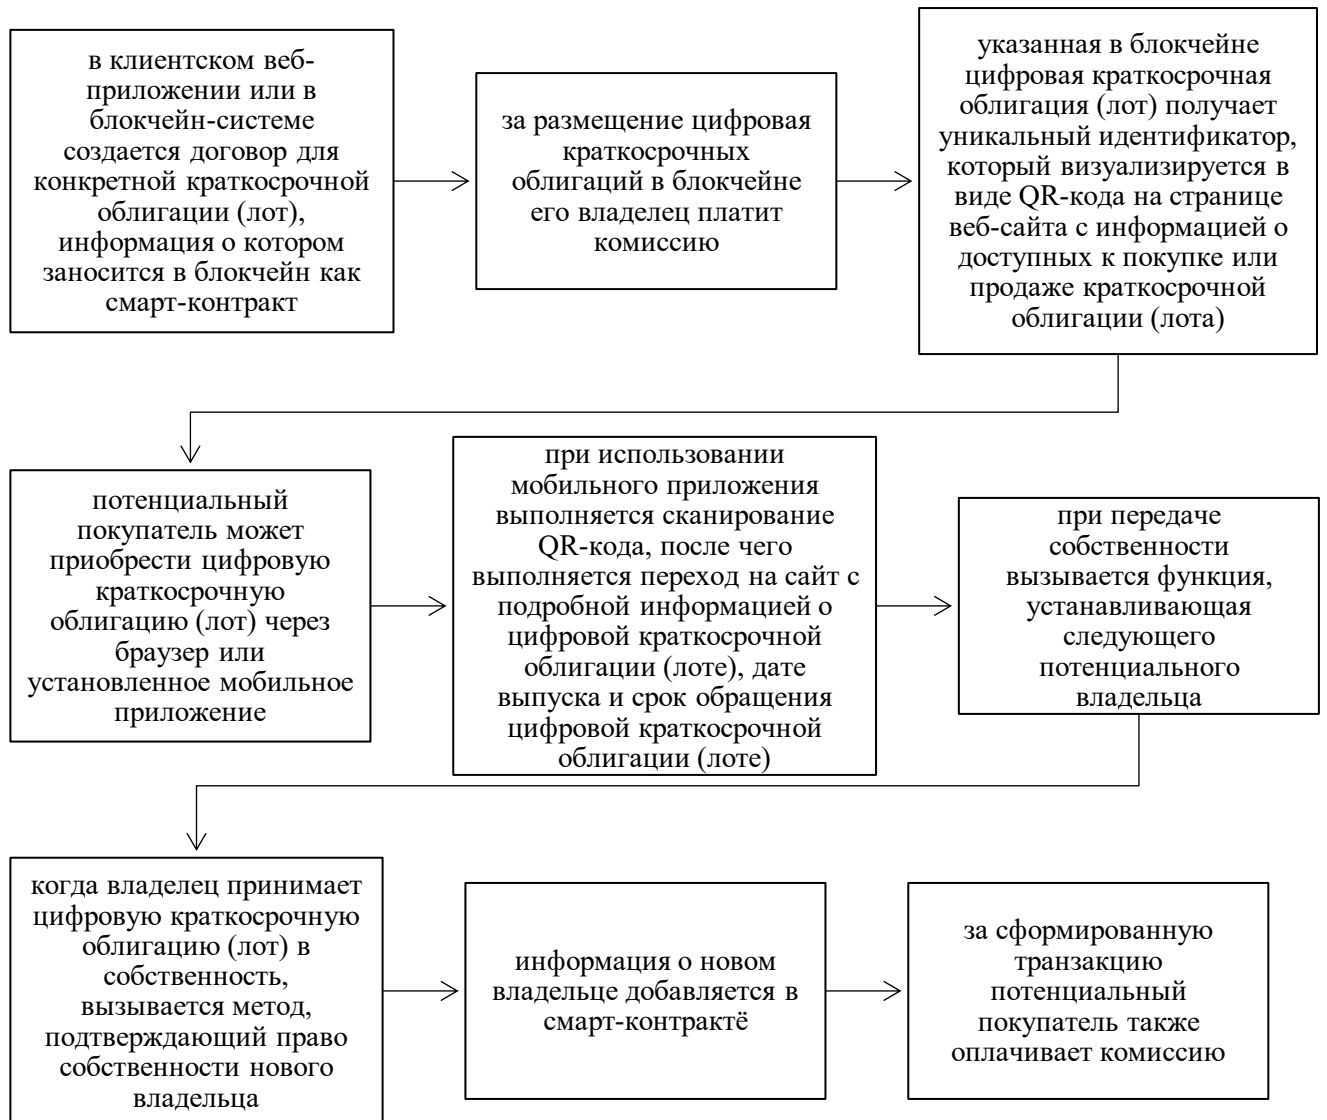 в клиентском веб-
приложении или в
блокчейн-системе
создается договор для
конкретной краткосрочной
облигации (лот),
информация о котором
заносится в блокчейн как
смарт-контракт
за размещение цифровая
краткосрочных
облигаций в блокчейне
его владелец платит
комиссию
указанная в блокчейне
цифровая краткосрочная
облигация (лот) получает
уникальный идентификатор,
который визуализируется в
виде QR-кода на странице
веб-сайта с информацией о
доступных к покупке или
продаже краткосрочной
облигации (лота)
потенциальный
покупатель может
приобрести цифровую
краткосрочную
облигацию (лот) через
браузер или
установленное мобильное
приложение
при использовании
мобильного приложения
выполняется сканирование
QR-кода, после чего
выполняется переход на сайт с
подробной информацией о
цифровой краткосрочной
облигации (лоте), дате
выпуска и срок обращения
цифровой краткосрочной
облигации (лоте)
при передаче
собственности
вызывается функция,
устанавливающая
следующего
потенциального
владельца
когда владелец принимает
цифровую краткосрочную
облигацию (лот) в
собственность,
вызывается метод,
подтверждающий право
собственности нового
владельца
информация о новом
владельце добавляется в
смарт-контрактё
за сформированную
транзакцию
потенциальный
покупатель также
оплачивает комиссию